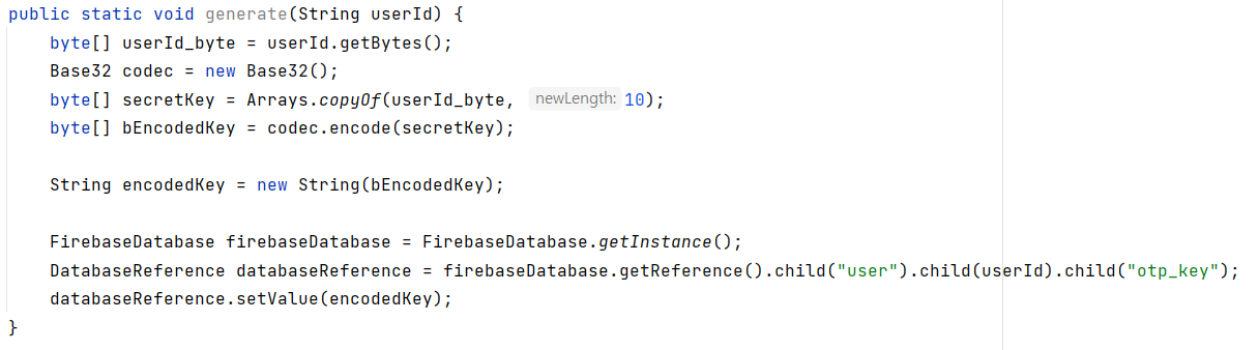 public static void generate(String userId) {
    byte[] userId_byte = userId.getBytes();
    Base32 codec = new Base32();
    byte[] secretKey = Arrays.copyOf(userId_byte, newLength: 10);
    byte[] bEncodedKey = codec.encode(secretKey);

    String encodedKey = new String(bEncodedKey);

    FirebaseDatabase firebaseDatabase = FirebaseDatabase.getInstance();
    DatabaseReference databaseReference = firebaseDatabase.getReference().child("user").child(userId).child("otp_key");
    databaseReference.setValue(encodedKey);
}